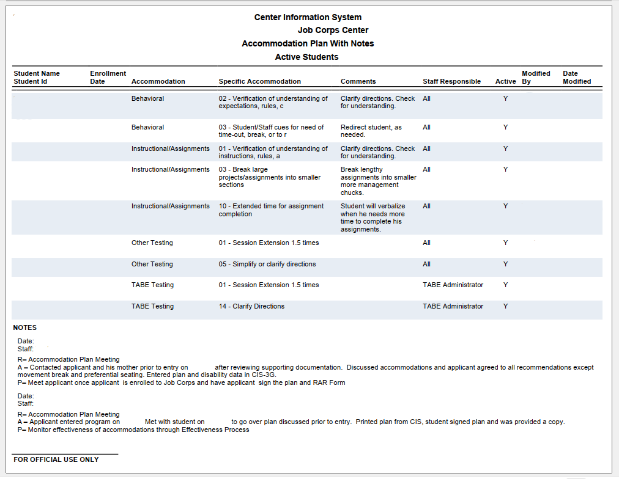 Center Information System
Job Corps Center
Accommodation Plan With Notes
Active Students
Student Name Enrollment Modified Date
Student Id Date Accommodation Specific Accommodation Comments Staff Responsible Active By Modified
Behavioral 02 - Verification of understanding of Clarify directions. Check All Y
expectations, rules, c for understanding.
Behavioral 03 - Student/Staff cues for need of Redirect student, as All Y
time-out, break, or to r needed.
Instructional/Assignments 01 - Verification of understanding of Clarify directions. Check All Y
instructions, rules, a for understanding.
Instructional/Assignments 03 - Break large Break lengthy All Y
projects/assignments into smaller assignments into smaller
sections more management
chucks.
Instructional/Assignments 10 - Extended time for assignment Student will verbalize All Y
completion when he needs more
time to complete his
assignments.
Other Testing 01 - Session Extension 1.5 times All Y
Other Testing 05 - Simplify or clarify directions All Y
TABE Testing 01 - Session Extension 1.5 times TABE Administrator Y
TABE Testing 14 - Clarify Directions TABE Administrator Y
NOTES
Date:
Staff:
R= Accommodation Plan Meeting
A = Contacted applicant and his mother prior to entry on after reviewing supporting documentation. Discussed accommodations and applicant agreed to all recommendations except
movement break and preferential seating. Entered plan and disability data in CIS-3G.
P= Meet applicant once applicant is enrolled to Job Corps and have applicant sign the plan and RAR Form
Date:
Staff:
R= Accommodation Plan Meeting
A = Applicant entered program on Met with student on to go over plan discussed prior to entry. Printed plan from CIS, student signed plan and was provided a copy.
P= Monitor effectiveness of accommodations through Effectiveness Process
FOR OFFICIAL USE ONLY